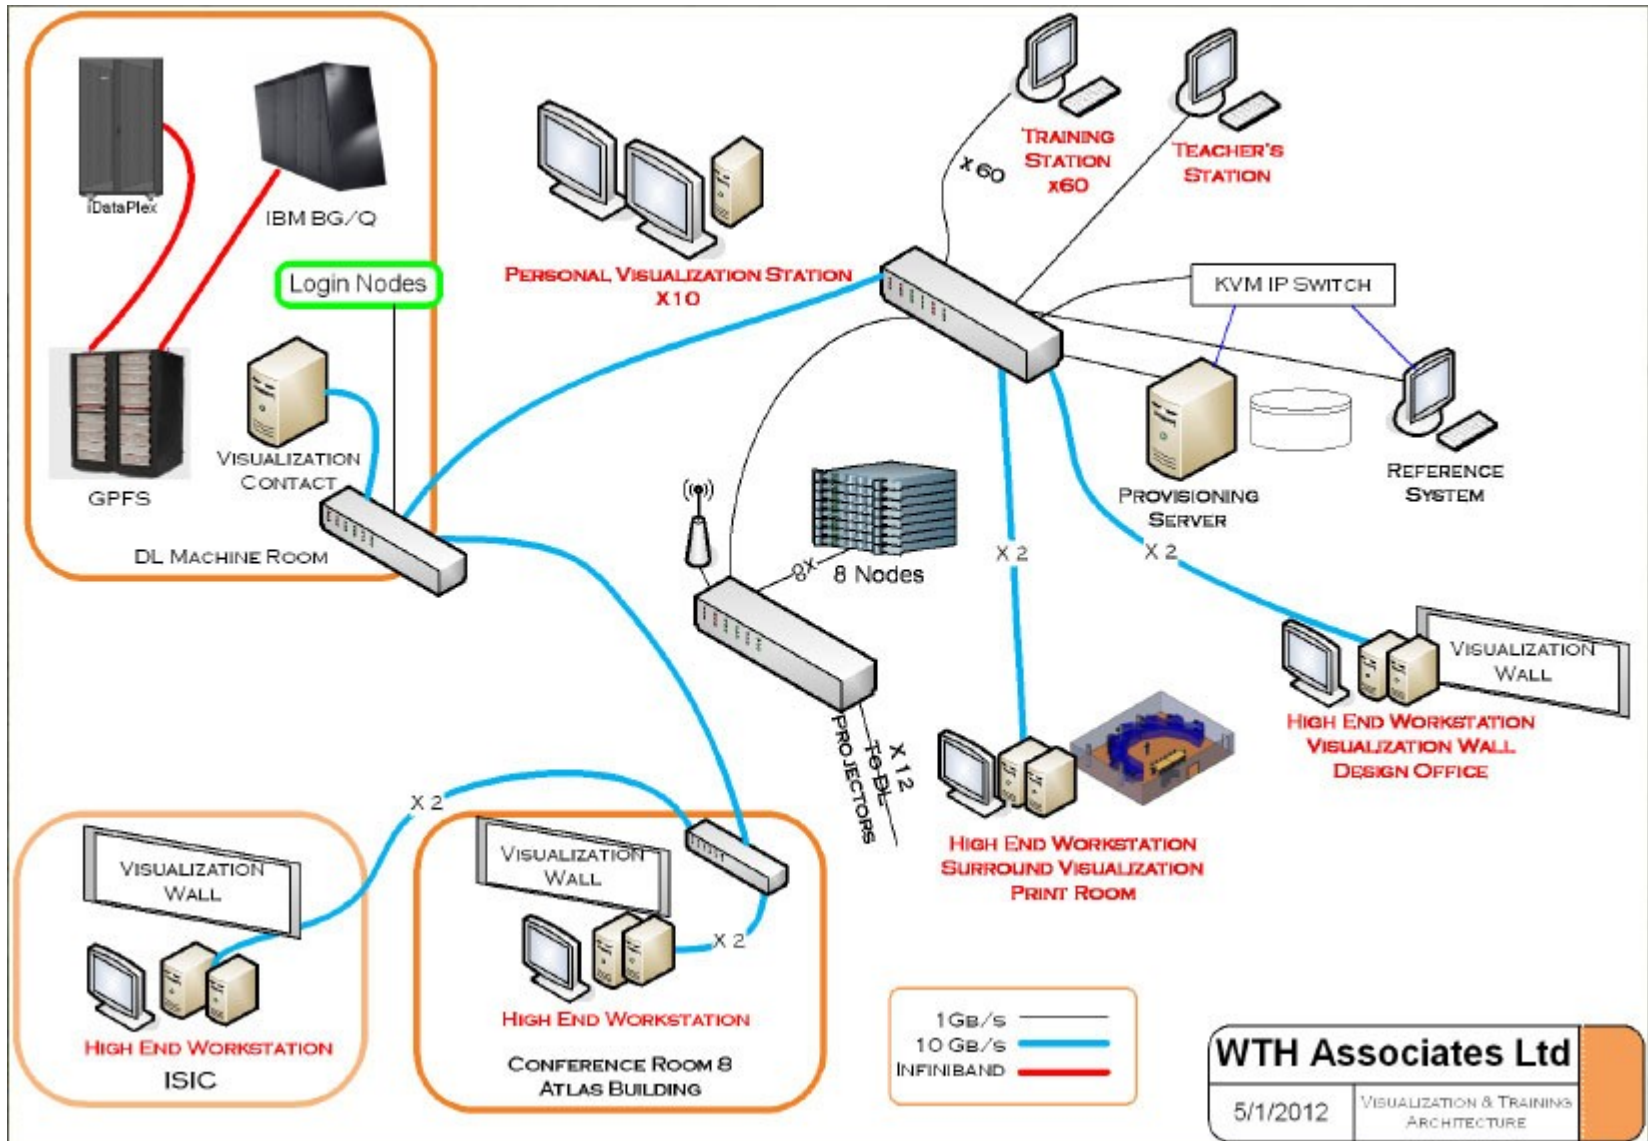 iDataPlex
IBM BG/Q
Login Nodes
GPFS
VISUALIZATION
CONTACT
DL MACHINE ROOM
PERSONAL VISUALIZATION STATION
X10
X 60
TRAINING
STATION
X60
TEACHER'S
STATION
KVM IP SWITCH
PROVISIONING
SERVER
REFERENCE
SYSTEM
8X
8 Nodes
X 12
TO DL
PROJECTORS
X 2
X 2
VISUALIZATION
WALL
HIGH END WORKSTATION
VISUALIZATION WALL
DESIGN OFFICE
HIGH END WORKSTATION
SURROUND VISUALIZATION
PRINT ROOM
X 2
VISUALIZATION
WALL
HIGH END WORKSTATION
ISIC
VISUALIZATION
WALL
X 2
HIGH END WORKSTATION
CONFERENCE ROOM 8
ATLAS BUILDING
1GB/S
10 GB/S
INFINIBAND
WTH Associates Ltd
5/1/2012
VISUALIZATION & TRAINING
ARCHITECTURE